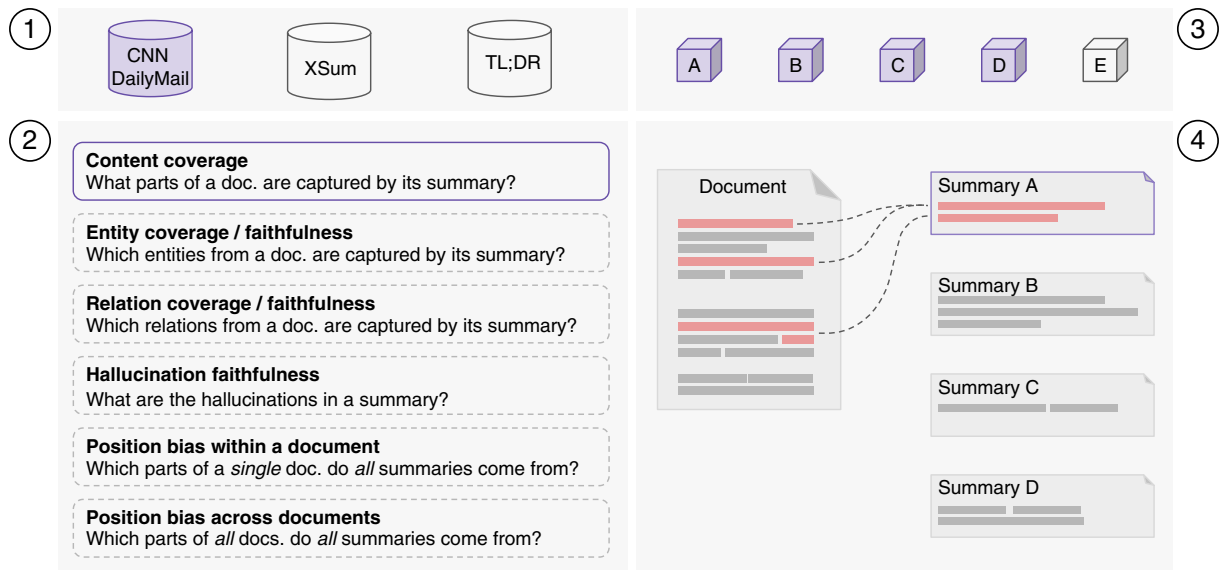 1
CNN
DailyMail
XSum
TL;DR
3
A
B
C
D
E
2
Content coverage
What parts of a doc. are captured by its summary?
Entity coverage / faithfulness
Which entities from a doc. are captured by its summary?
Relation coverage / faithfulness
Which relations from a doc. are captured by its summary?
Hallucination faithfulness
What are the hallucinations in a summary?
Position bias within a document
Which parts of a single doc. do all summaries come from?
Position bias across documents
Which parts of all docs. do all summaries come from?
4
Document
Summary A
Summary B
Summary C
Summary D